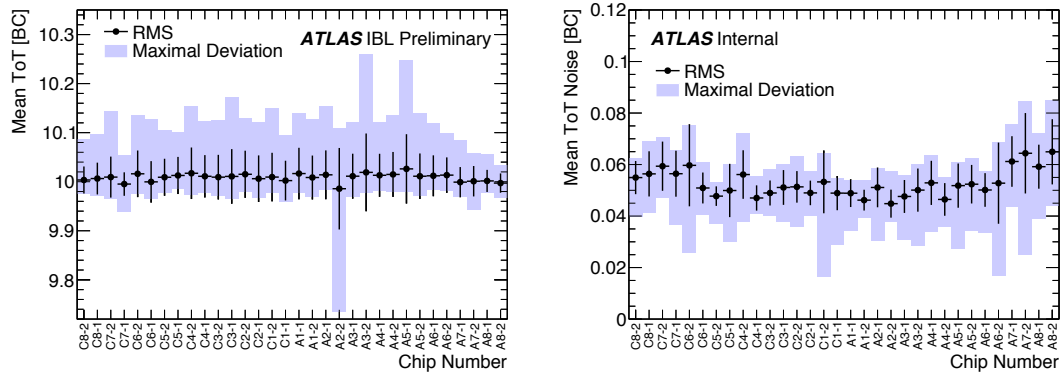 Mean ToT [BC]
10.3
10.2
10.1
10
9.9
9.8
RMS
Maximal Deviation
ATLAS IBL Preliminary
C8-2 C8-1 C7-2 C7-1 C6-2 C6-1 C5-2 C5-1 C4-2 C4-1 C3-2 C3-1 C2-2 C2-1 C1-2 C1-1 A1-1 A1-2 A2-1 A2-2 A3-1 A3-2 A4-1 A4-2 A5-1 A5-2 A6-1 A6-2 A7-1 A7-2 A8-1 A8-2
Chip Number
Mean ToT Noise [BC]
0.12
0.1
0.08
0.06
0.04
0.02
0
ATLAS Internal
RMS
Maximal Deviation
C8-2 C8-1 C7-2 C7-1 C6-2 C6-1 C5-2 C5-1 C4-2 C4-1 C3-2 C3-1 C2-2 C2-1 C1-2 C1-1 A1-1 A1-2 A2-1 A2-2 A3-1 A3-2 A4-1 A4-2 A5-1 A5-2 A6-1 A6-2 A7-1 A7-2 A8-1 A8-2
Chip Number